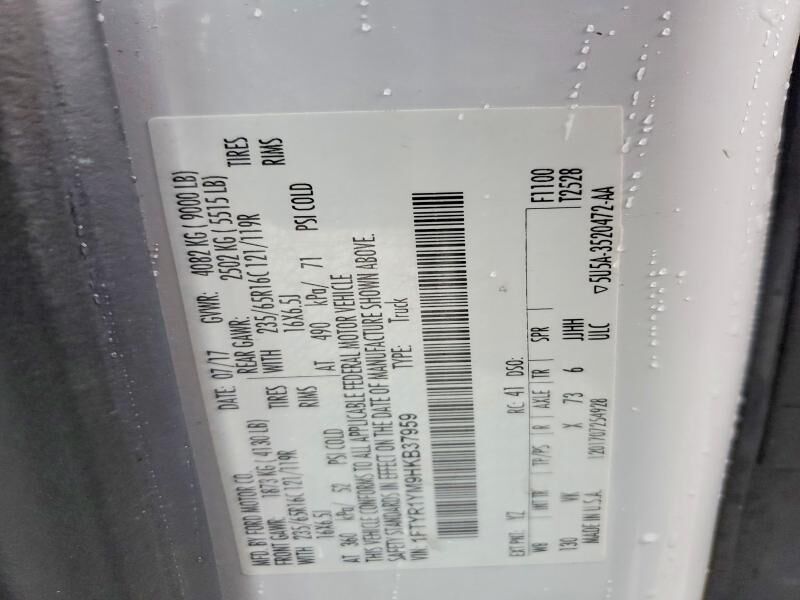 MFD. BY FORD MOTOR CO.
DATE: 07/17 GVWR: 4082 KG ( 9000 LB)
FRONT GAWR: 1873 KG ( 4130 LB) REAR GAWR: 2502 KG ( 5515 LB)
WITH 235/65R16C 121/119R TIRES WITH 235/65R16C 121/119R TIRES
16X6.5J RIMS 16X6.5J RIMS
AT 360 kPa/ 52 PSI COLD AT 490 kPa/ 71 PSI COLD
THIS VEHICLE CONFORMS TO ALL APPLICABLE FEDERAL MOTOR VEHICLE
SAFETY STANDARDS IN EFFECT ON THE DATE OF MANUFACTURE SHOWN ABOVE.
VIN: 1FTYR1YM9HKB37959 TYPE: Truck
EXT PNT: YZ RC: 41 DSO: F1100
WB INT TR TP/PS R AXLE TR SPR T2528
130 VK X 73 6 JJHH
MADE IN U.S.A. 1201707254928 ULC
5U5A-3520472-AA